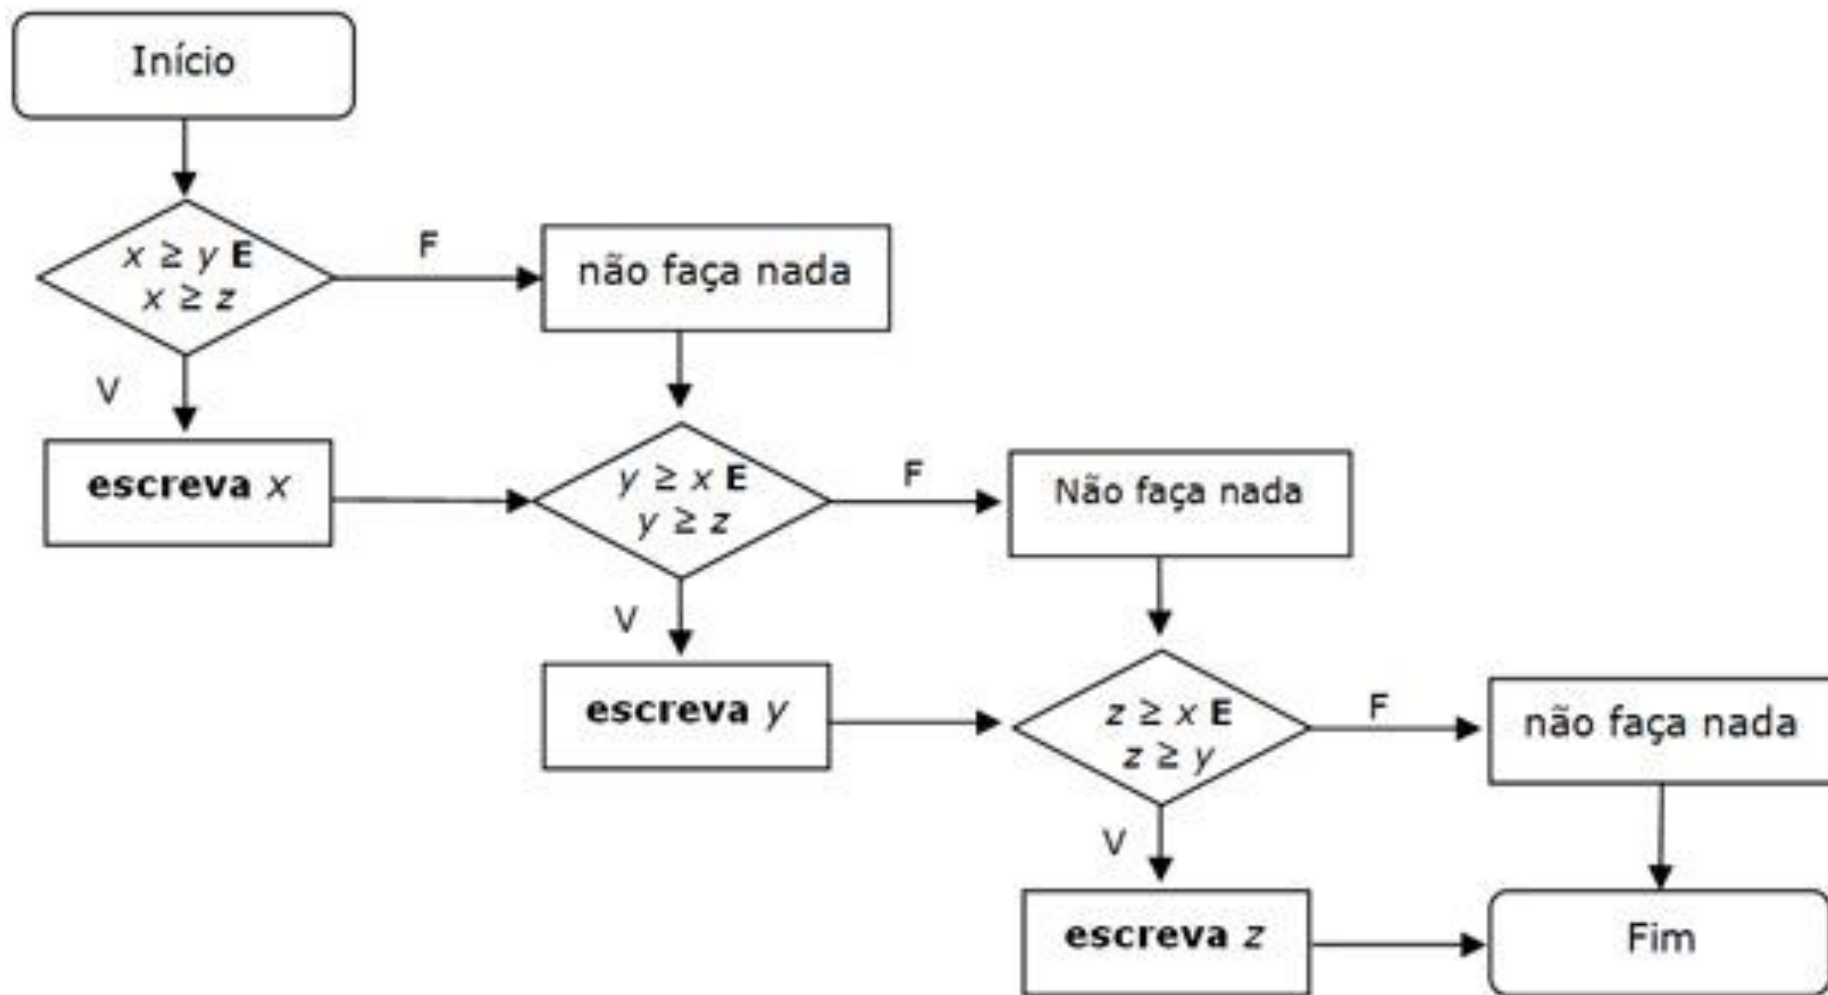 Início
x ≥ y E
x ≥ z
F
não faça nada
V
escreva x
y ≥ x E
y ≥ z
F
Não faça nada
V
escreva y
z ≥ x E
z ≥ y
F
não faça nada
V
escreva z
Fim